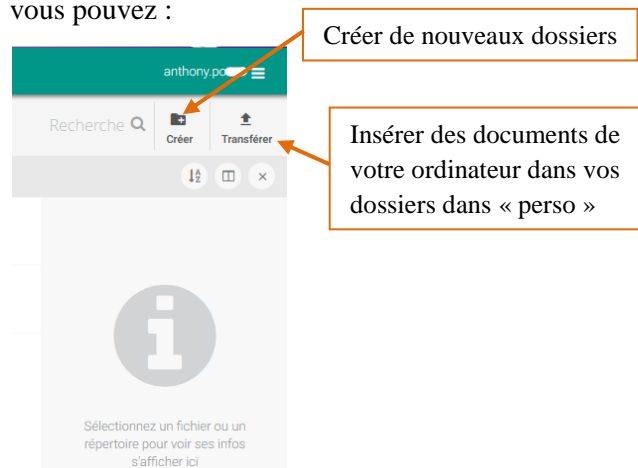 vous pouvez :
Créer de nouveaux dossiers
anthony.po
Recherche
Créer
Transférer
Insérer des documents de
votre ordinateur dans vos
dossiers dans « perso »
Sélectionnez un fichier ou un
répertoire pour voir ses infos
s'afficher ici